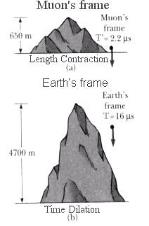 Muon's frame
Muon's
frame
T'= 2.2 μs
650 m
Length Contraction
(a)
Earth's frame
Earth's
frame
T=16 μs
4700 m
Time Dilation
(b)